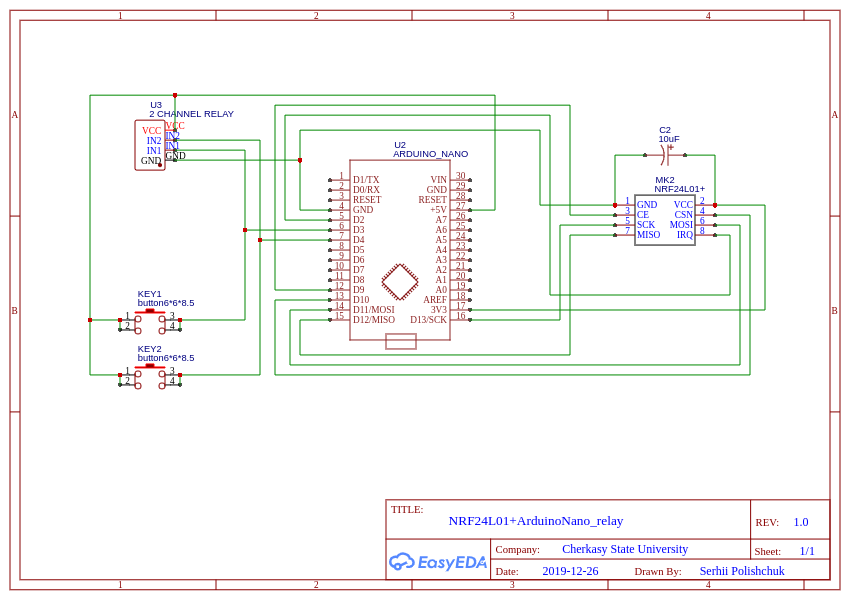 1 2 3 4
A A
U3
2 CHANNEL RELAY
VCC VCC
IN2 IN2
IN1 IN1
GND GND
C2
10uF
+
U2
ARDUINO_NANO
MK2
NRF24L01+
1 D1/TX VIN 30
2 D0/RX GND 29
3 RESET RESET 28
4 GND +5V 27
5 D2 A7 26
6 D3 A6 25
7 D4 A5 24
8 D5 A4 23
9 D6 A3 22
10 D7 A2 21
11 D8 A1 20
12 D9 A0 19
13 D10 AREF 18
14 D11/MOSI 3V3 17
15 D12/MISO D13/SCK 16
1 GND VCC 2
3 CE CSN 4
5 SCK MOSI 6
7 MISO IRQ 8
B B
KEY1
button6*6*8.5
1 3
2 4
KEY2
button6*6*8.5
1 3
2 4
TITLE:
NRF24L01+ArduinoNano_relay
REV: 1.0
EasyEDA
Company: Cherkasy State University
Sheet: 1/1
Date: 2019-12-26
Drawn By: Serhii Polishchuk
1 2 3 4